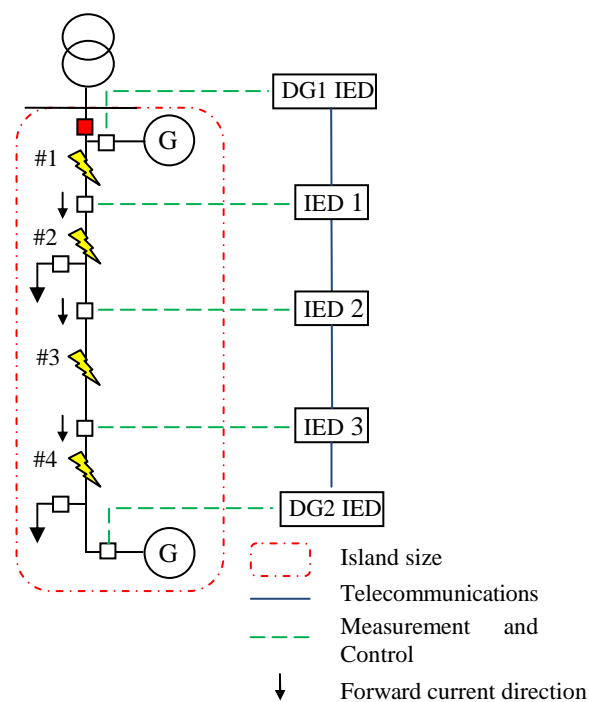 DG1 IED
G
#1
IED 1
#2
IED 2
#3
IED 3
#4
DG2 IED
G
Island size
Telecommunications
Measurement and
Control
Forward current direction